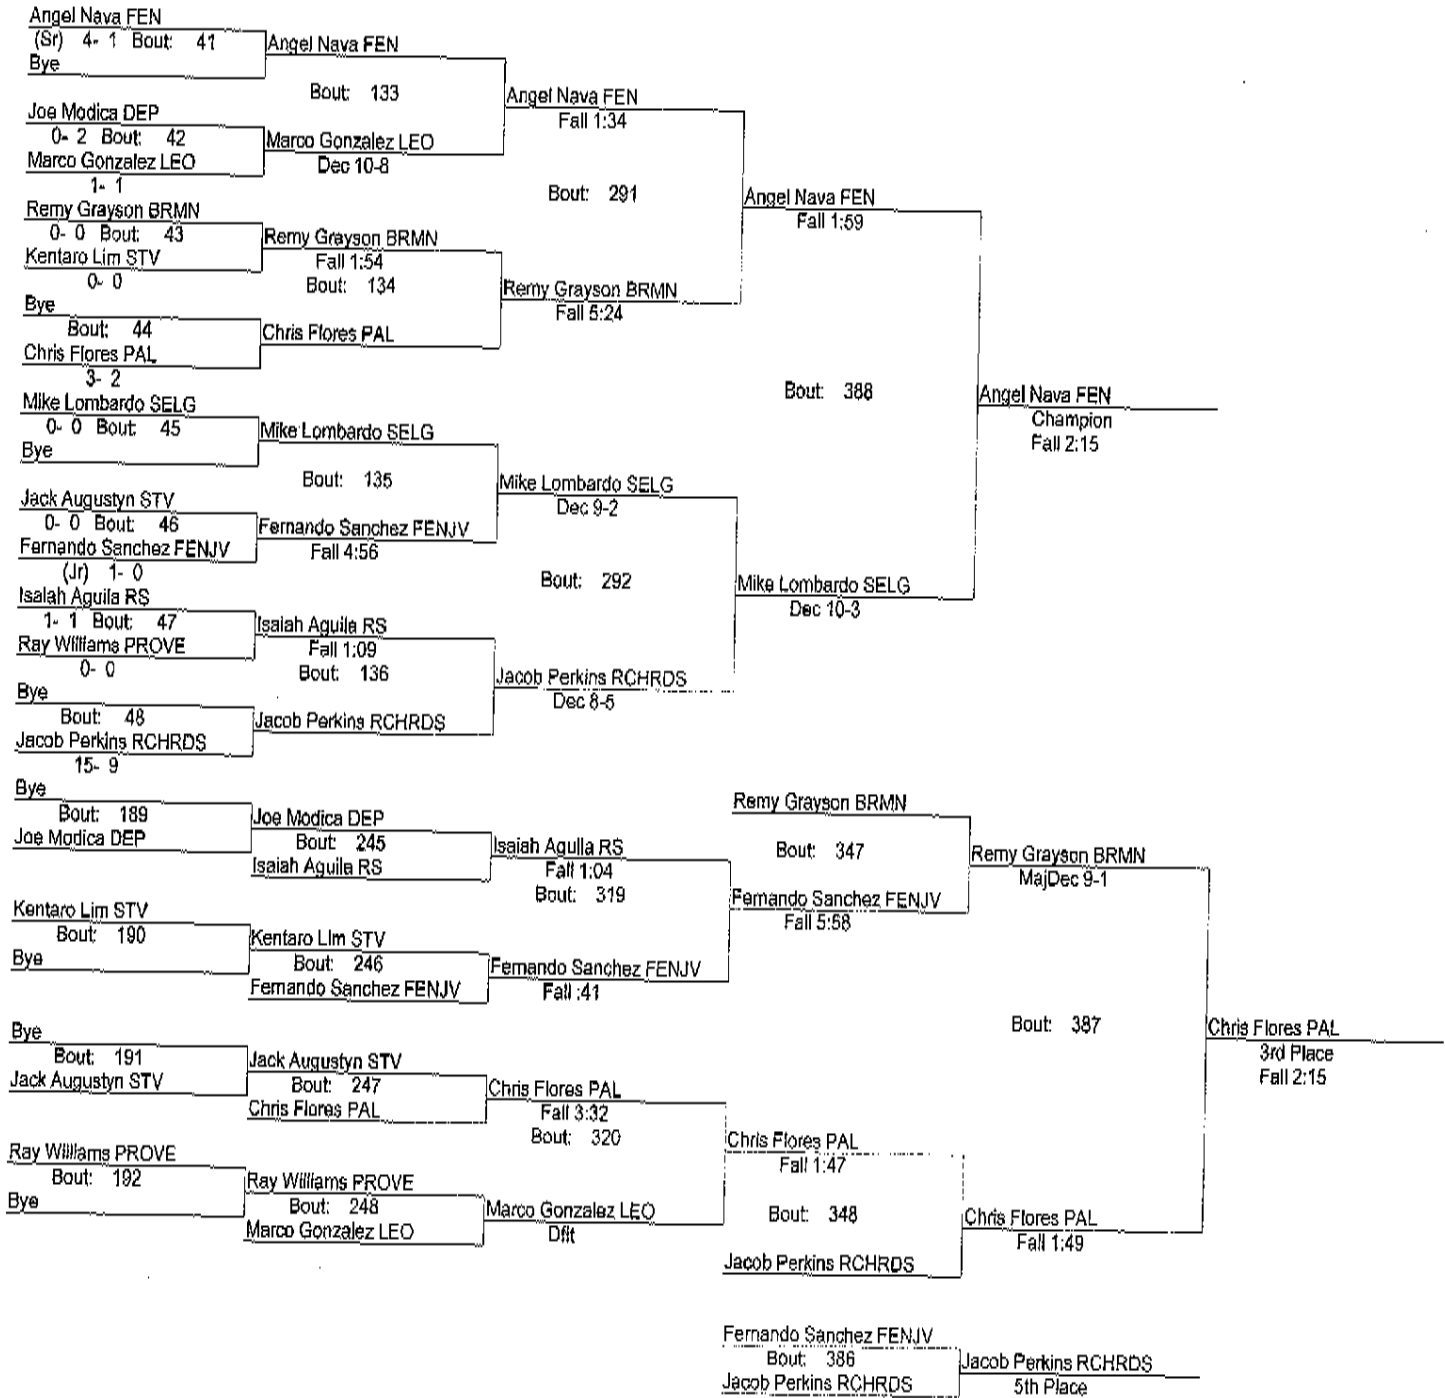 Angel Nava FEN
(Sr) 4- 1 Bout: 41
Bye
Angel Nava FEN
Bout: 133
Joe Modica DEP
0- 2 Bout: 42
Marco Gonzalez LEO
1- 1
Marco Gonzalez LEO
Dec 10-8
Angel Nava FEN
Fall 1:34
Bout: 291
Remy Grayson BRMN
0- 0 Bout: 43
Kentaro Lim STV
0- 0
Remy Grayson BRMN
Fall 1:54
Bout: 134
Bye
Bout: 44
Chris Flores PAL
3- 2
Chris Flores PAL
Remy Grayson BRMN
Fall 5:24
Angel Nava FEN
Fall 1:59
Bout: 388
Mike Lombardo SELG
0- 0 Bout: 45
Bye
Mike Lombardo SELG
Bout: 135
Jack Augustyn STV
0- 0 Bout: 46
Fernando Sanchez FENJV
(Jr) 1- 0
Fernando Sanchez FENJV
Fall 4:56
Mike Lombardo SELG
Dec 9-2
Bout: 292
Isaiah Aguila RS
1- 1 Bout: 47
Ray Williams PROVE
0- 0
Isaiah Aguila RS
Fall 1:09
Bout: 136
Bye
Bout: 48
Jacob Perkins RCHRDS
15- 9
Jacob Perkins RCHRDS
Jacob Perkins RCHRDS
Dec 8-5
Mike Lombardo SELG
Dec 10-3
Angel Nava FEN
Champion
Fall 2:15
Bye
Bout: 189
Joe Modica DEP
Joe Modica DEP
Bout: 245
Isaiah Aguila RS
Isaiah Aguila RS
Fall 1:04
Bout: 319
Kentaro Lim STV
Bout: 190
Bye
Kentaro Lim STV
Bout: 246
Fernando Sanchez FENJV
Fernando Sanchez FENJV
Fall :41
Remy Grayson BRMN
Bout: 347
Fernando Sanchez FENJV
Fall 5:58
Remy Grayson BRMN
MajDec 9-1
Bout: 387
Bye
Bout: 191
Jack Augustyn STV
Jack Augustyn STV
Bout: 247
Chris Flores PAL
Chris Flores PAL
Fall 3:32
Bout: 320
Ray Williams PROVE
Bout: 192
Bye
Ray Williams PROVE
Bout: 248
Marco Gonzalez LEO
Marco Gonzalez LEO
Dflt
Chris Flores PAL
Fall 1:47
Bout: 348
Jacob Perkins RCHRDS
Chris Flores PAL
Fall 1:49
Chris Flores PAL
3rd Place
Fall 2:15
Fernando Sanchez FENJV
Bout: 386
Jacob Perkins RCHRDS
Jacob Perkins RCHRDS
5th Place